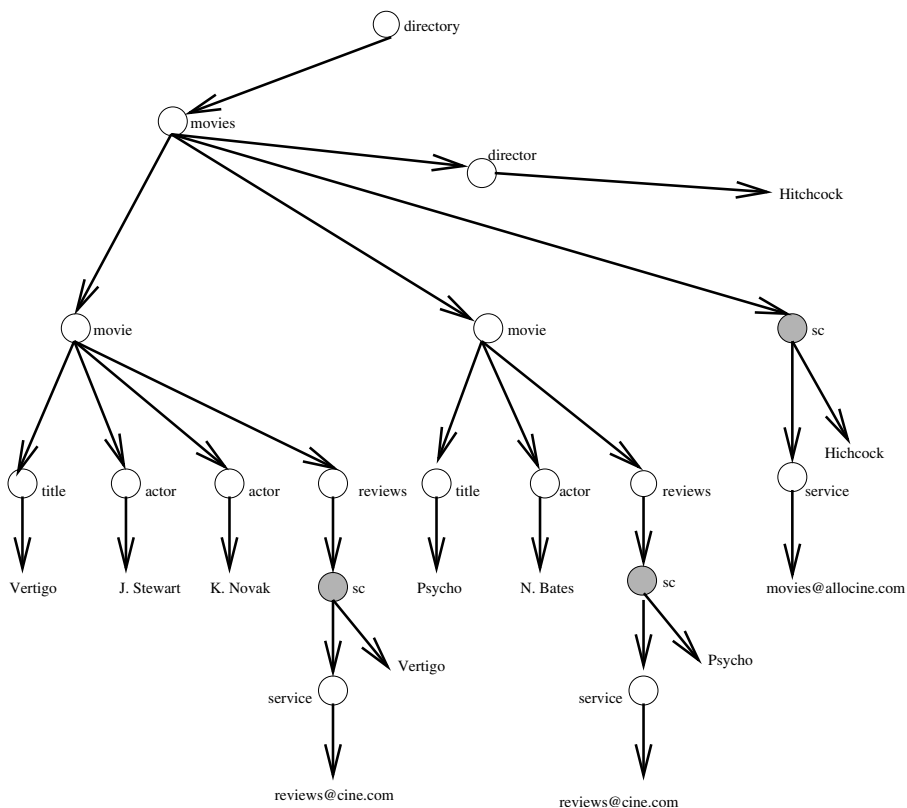 directory
movies
director
Hitchcock
movie
movie
sc
Hichcock
title
actor
actor
reviews
title
actor
reviews
service
Vertigo
J. Stewart
K. Novak
sc
Psycho
N. Bates
sc
movies@allocine.com
Vertigo
Psycho
service
service
reviews@cine.com
reviews@cine.com